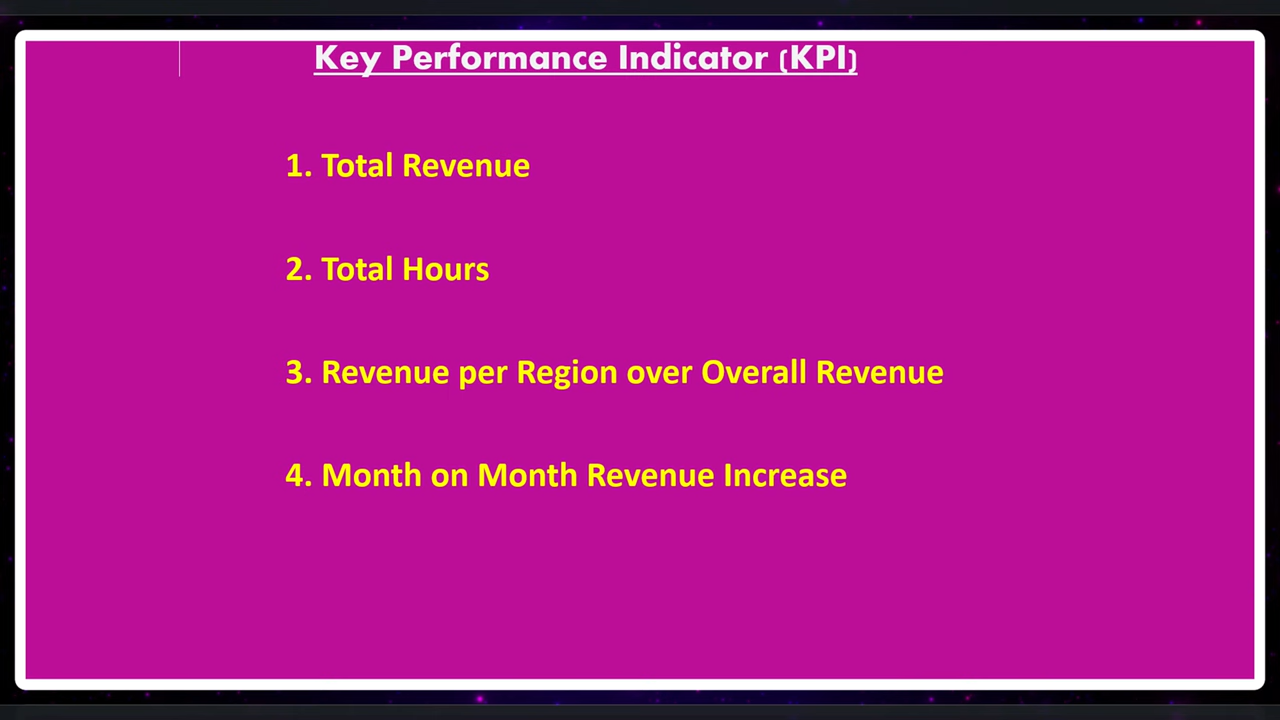 Key Performance Indicator (KPI)
1. Total Revenue
2. Total Hours
3. Revenue per Region over Overall Revenue
4. Month on Month Revenue Increase